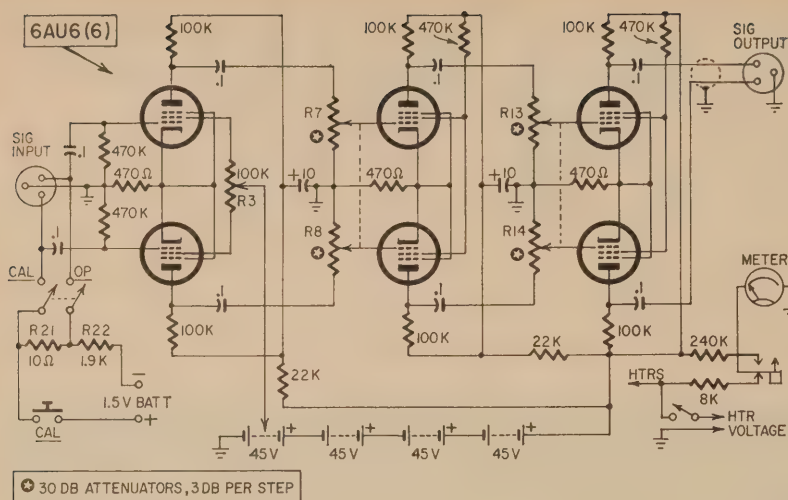 6AU6 (6)
100K
100K
470K
100K
470K
SIG
OUTPUT
.1
.1
.1
SIG
INPUT
.1
470K
470Ω
470K
100K
R3
R7
+10
470Ω
R8
R13
+10
470Ω
R14
.1
.1
.1
.1
METER
CAL
OP
R21
10Ω
R22
1.9K
100K
100K
100K
22K
22K
240K
HTRS
8K
1.5V BATT
–
+
CAL
HTR
VOLTAGE
+
+
+
+
45V
45V
45V
45V
30 DB ATTENUATORS, 3DB PER STEP